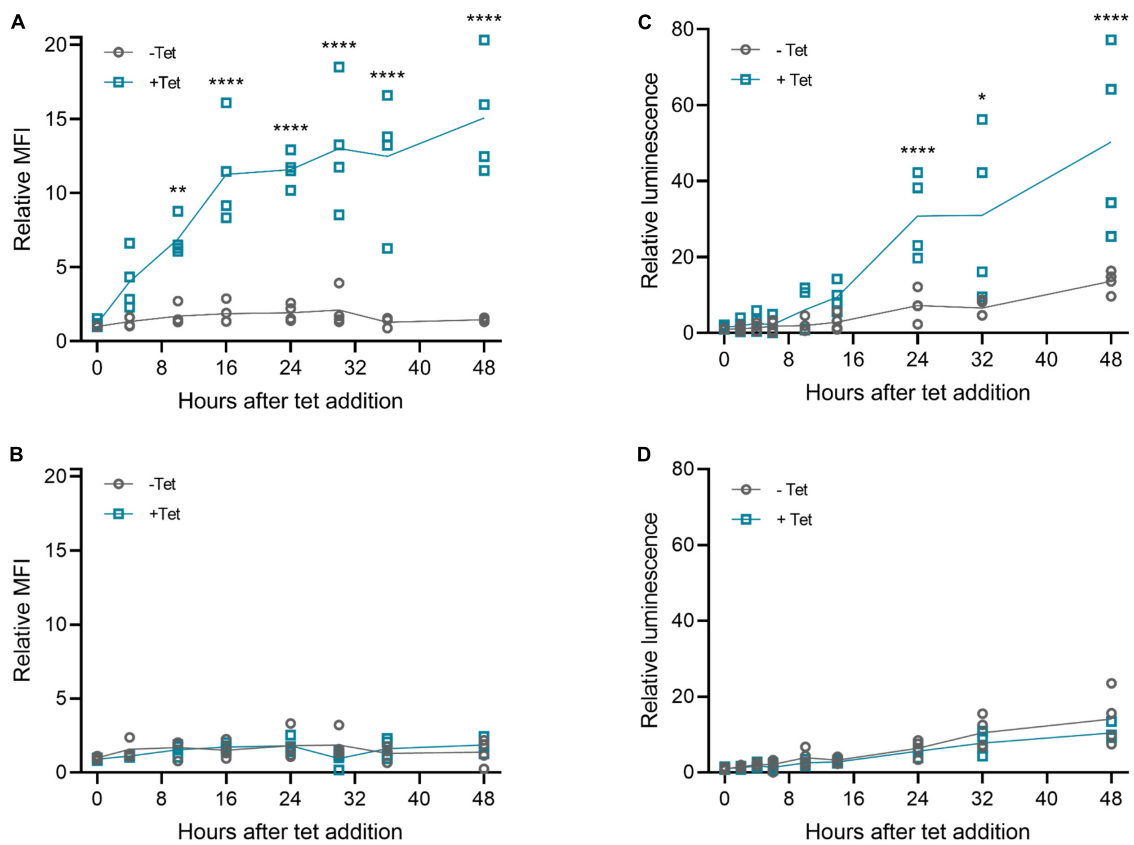 A
Relative MFI
20
15
10
5
0
-Tet
+Tet
**
****
****
****
****
****
0 8 16 24 32 40 48
Hours after tet addition
C
Relative luminescence
80
60
40
20
0
- Tet
+ Tet
****
*
****
0 8 16 24 32 40 48
Hours after tet addition
B
Relative MFI
20
15
10
5
0
-Tet
+Tet
0 8 16 24 32 40 48
Hours after tet addition
D
Relative luminescence
80
60
40
20
0
- Tet
+ Tet
0 8 16 24 32 40 48
Hours after tet addition